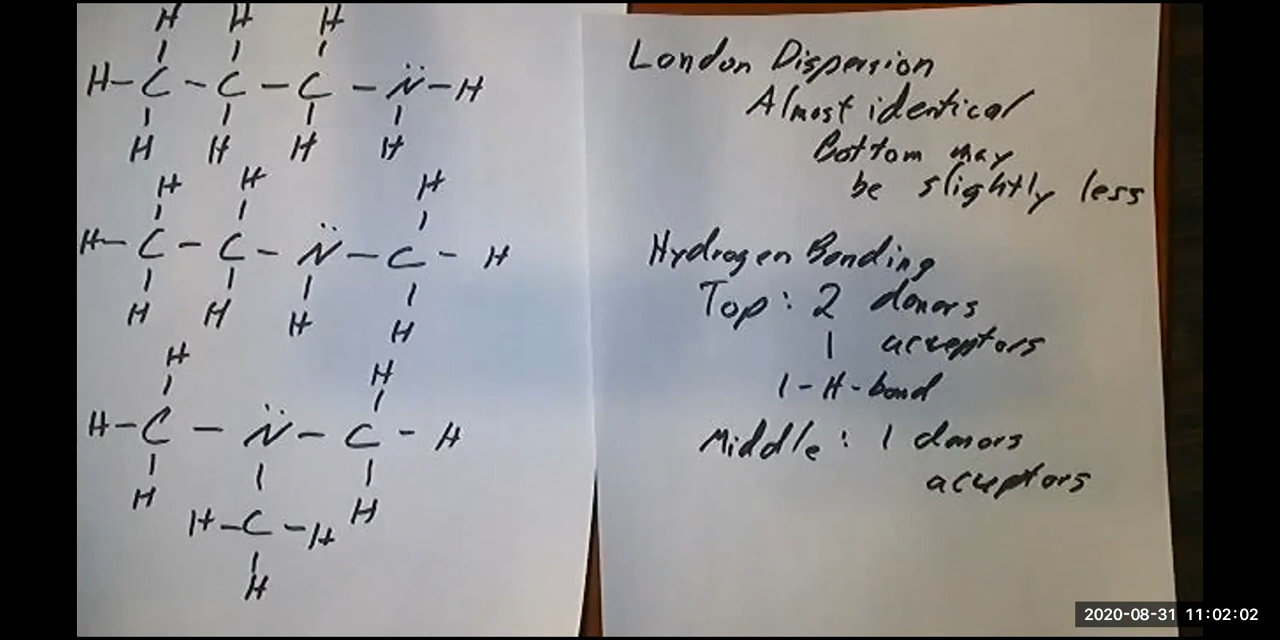 H H H
H-C-C-C-N̈-H
H H H H
H H H
H-C-C-N̈-C-H
H H H H
H H
H-C-N̈-C-H
H H
H-C-H
H
London Dispersion
Almost identical
Bottom may
be slightly less
Hydrogen Bonding
Top: 2 donors
1 acceptors
1-H-bond
Middle: 1 donors
acceptors
2020-08-31 11:02:02